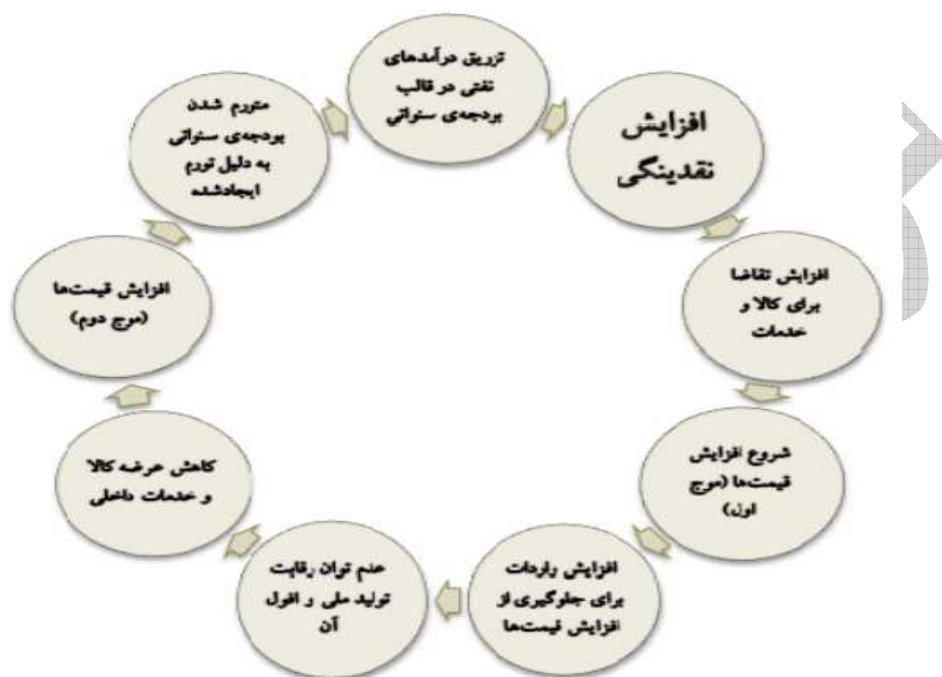 تزریق درآمدهای
نفتی در قالب
بودجه‌ی سنواتی
افزایش
نقدینگی
افزایش تقاضا
برای کالا و
خدمات
شروع افزایش
قیمت‌ها (موج
اول)
افزایش واردات
برای جلوگیری از
افزایش قیمت‌ها
عدم توان رقابت
تولید ملی و افول
آن
کاهش عرضه کالا
و خدمات داخلی
افزایش قیمت‌ها
(موج دوم)
متورم شدن
بودجه‌ی سنواتی
به دلیل تورم
ایجادشده